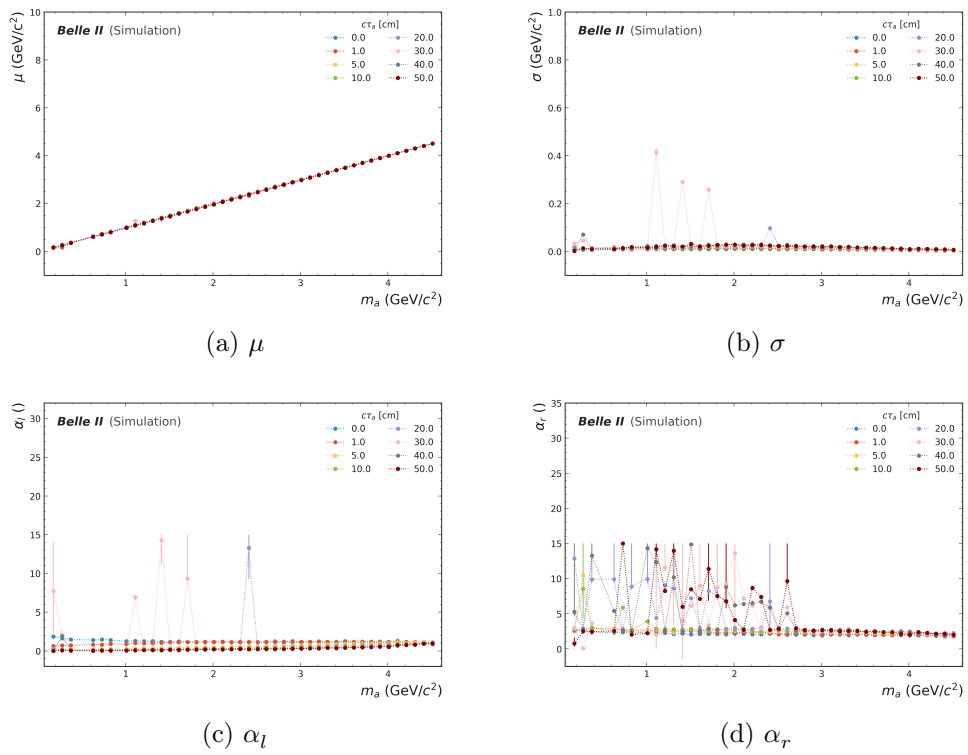 μ (GeV/c²)
10
8
6
4
2
0
Belle II (Simulation)
cτₐ [cm]
0.0
1.0
5.0
10.0
20.0
30.0
40.0
50.0
1 2 3 4
mₐ (GeV/c²)
(a) μ
σ (GeV/c²)
1.0
0.8
0.6
0.4
0.2
0.0
Belle II (Simulation)
cτₐ [cm]
0.0
1.0
5.0
10.0
20.0
30.0
40.0
50.0
1 2 3 4
mₐ (GeV/c²)
(b) σ
αₗ ()
30
25
20
15
10
5
0
Belle II (Simulation)
cτₐ [cm]
0.0
1.0
5.0
10.0
20.0
30.0
40.0
50.0
1 2 3 4
mₐ (GeV/c²)
(c) αₗ
αᵣ ()
35
30
25
20
15
10
5
0
Belle II (Simulation)
cτₐ [cm]
0.0
1.0
5.0
10.0
20.0
30.0
40.0
50.0
1 2 3 4
mₐ (GeV/c²)
(d) αᵣ